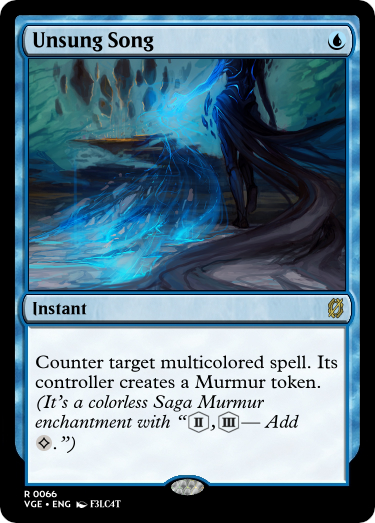 Unsung Song
Instant
Counter target multicolored spell. Its
controller creates a Murmur token.
(It's a colorless Saga Murmur
enchantment with “II, III— Add
.”)
R 0066
VGE • ENG F3LC4T